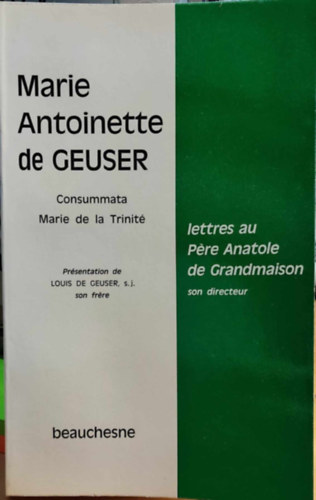 Marie
Antoinette
de GEUSER
Consummata
Marie de la Trinité
Présentation de
LOUIS DE GEUSER, s.j.
son frère
beauchesne
lettres au
Père Anatole
de Grandmaison
son directeur